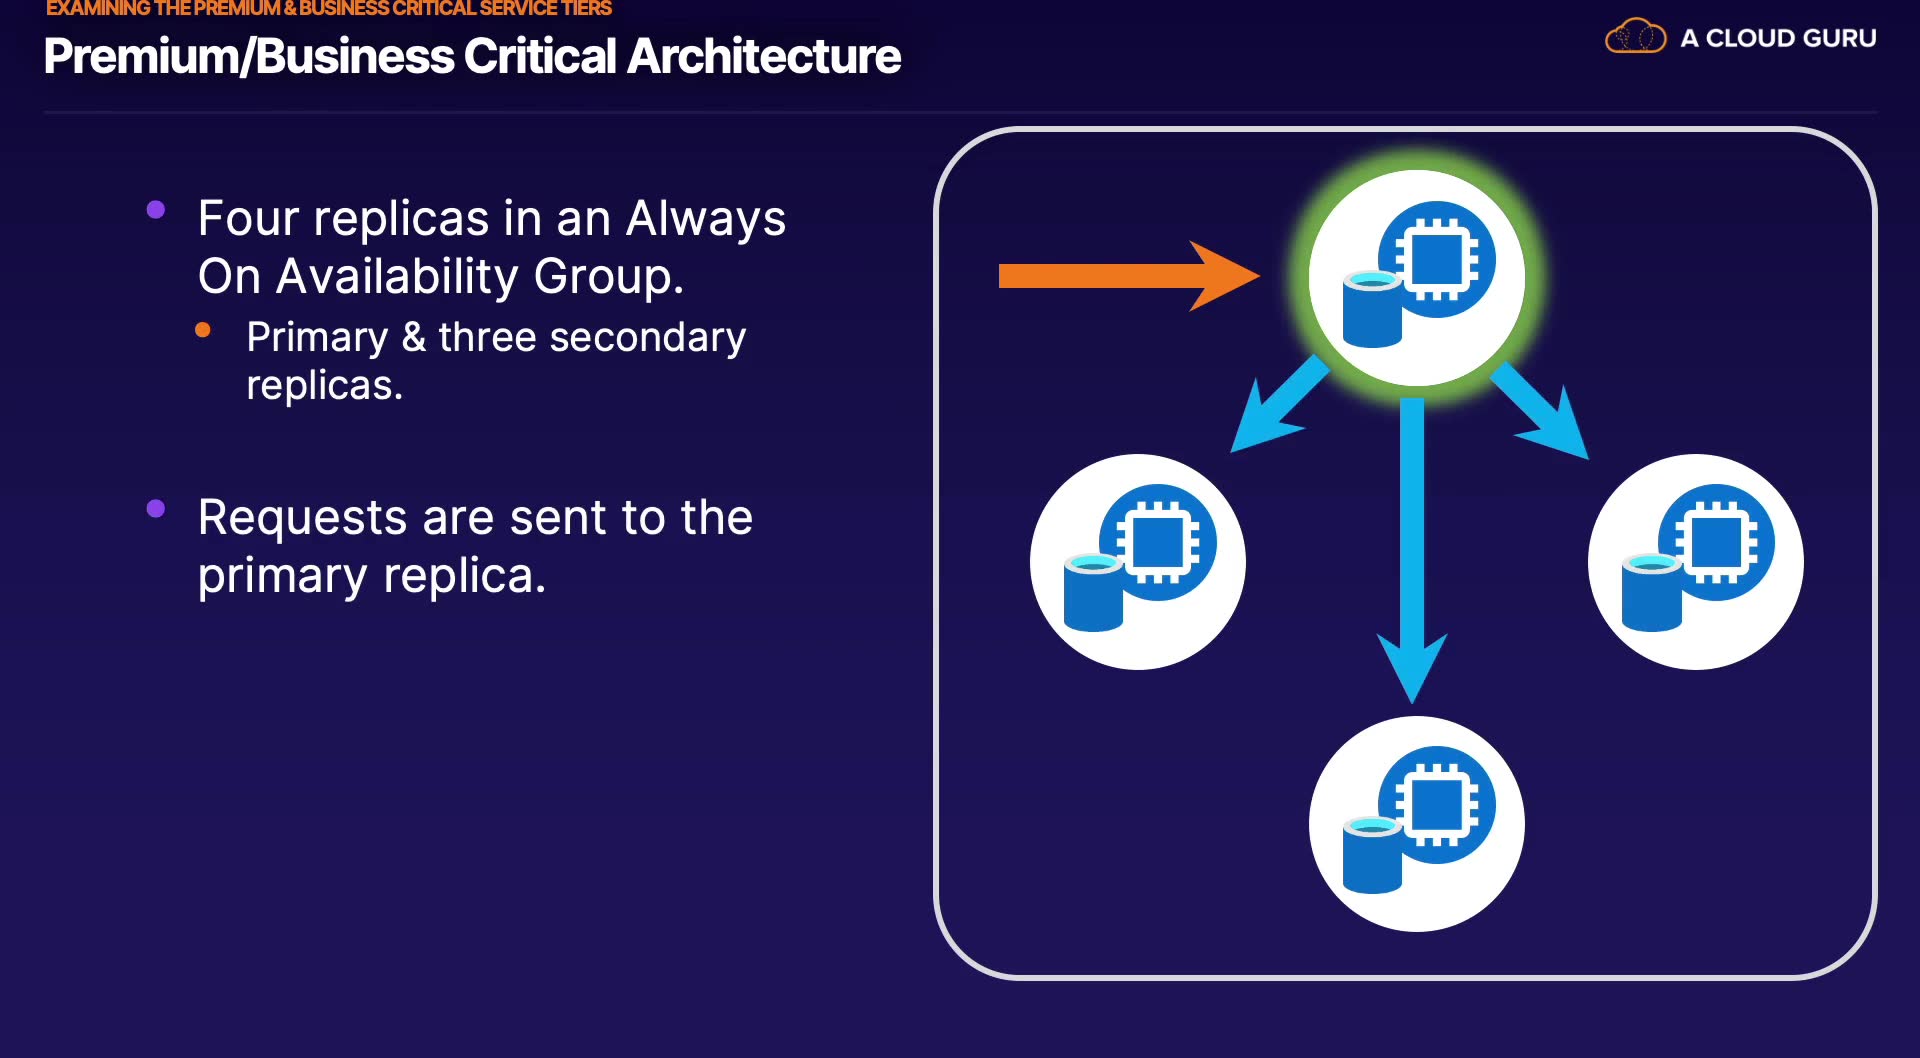 EXAMINING THE PREMIUM & BUSINESS CRITICAL SERVICE TIERS
Premium/Business Critical Architecture
A CLOUD GURU
Four replicas in an Always
On Availability Group.
Primary & three secondary
replicas.
Requests are sent to the
primary replica.